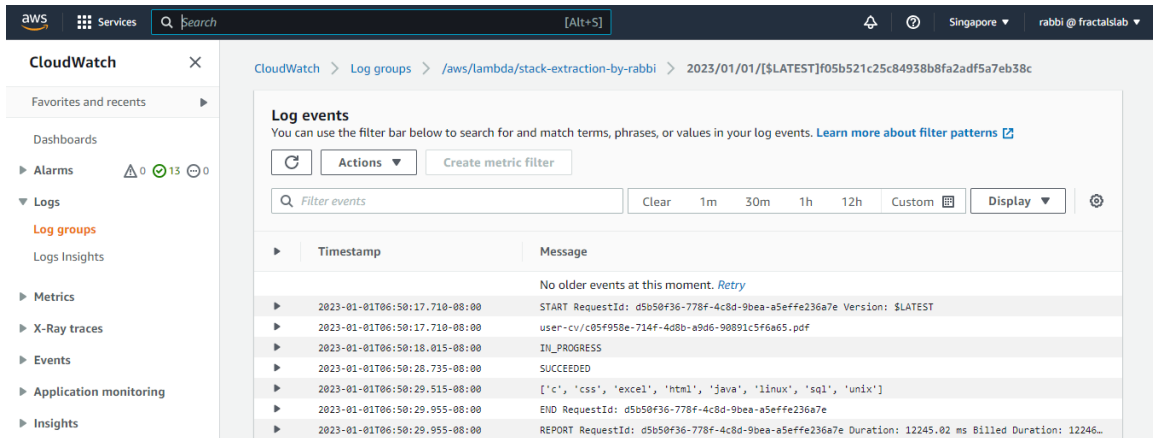 aws Services Search [Alt+S] Singapore ▼ rabbi @ fractalslab ▼
CloudWatch
CloudWatch > Log groups > /aws/lambda/stack-extraction-by-rabbi > 2023/01/01/[$LATEST]f05b521c25c84938b8fa2adf5a7eb38c
Favorites and recents
Dashboards
Alarms 0 13 0
Logs
Log groups
Logs Insights
Metrics
X-Ray traces
Events
Application monitoring
Insights
Log events
You can use the filter bar below to search for and match terms, phrases, or values in your log events. Learn more about filter patterns
Actions ▼ Create metric filter
Filter events Clear 1m 30m 1h 12h Custom Display ▼
Timestamp Message
No older events at this moment. Retry
2023-01-01T06:50:17.710-08:00 START RequestId: d5b50f36-778f-4c8d-9bea-a5effe236a7e Version: $LATEST
2023-01-01T06:50:17.710-08:00 user-cv/c05f958e-714f-4d8b-a9d6-90891c5f6a65.pdf
2023-01-01T06:50:18.015-08:00 IN_PROGRESS
2023-01-01T06:50:28.735-08:00 SUCCEEDED
2023-01-01T06:50:29.515-08:00 ['c', 'css', 'excel', 'html', 'java', 'linux', 'sql', 'unix']
2023-01-01T06:50:29.955-08:00 END RequestId: d5b50f36-778f-4c8d-9bea-a5effe236a7e
2023-01-01T06:50:29.955-08:00 REPORT RequestId: d5b50f36-778f-4c8d-9bea-a5effe236a7e Duration: 12245.02 ms Billed Duration: 12246…